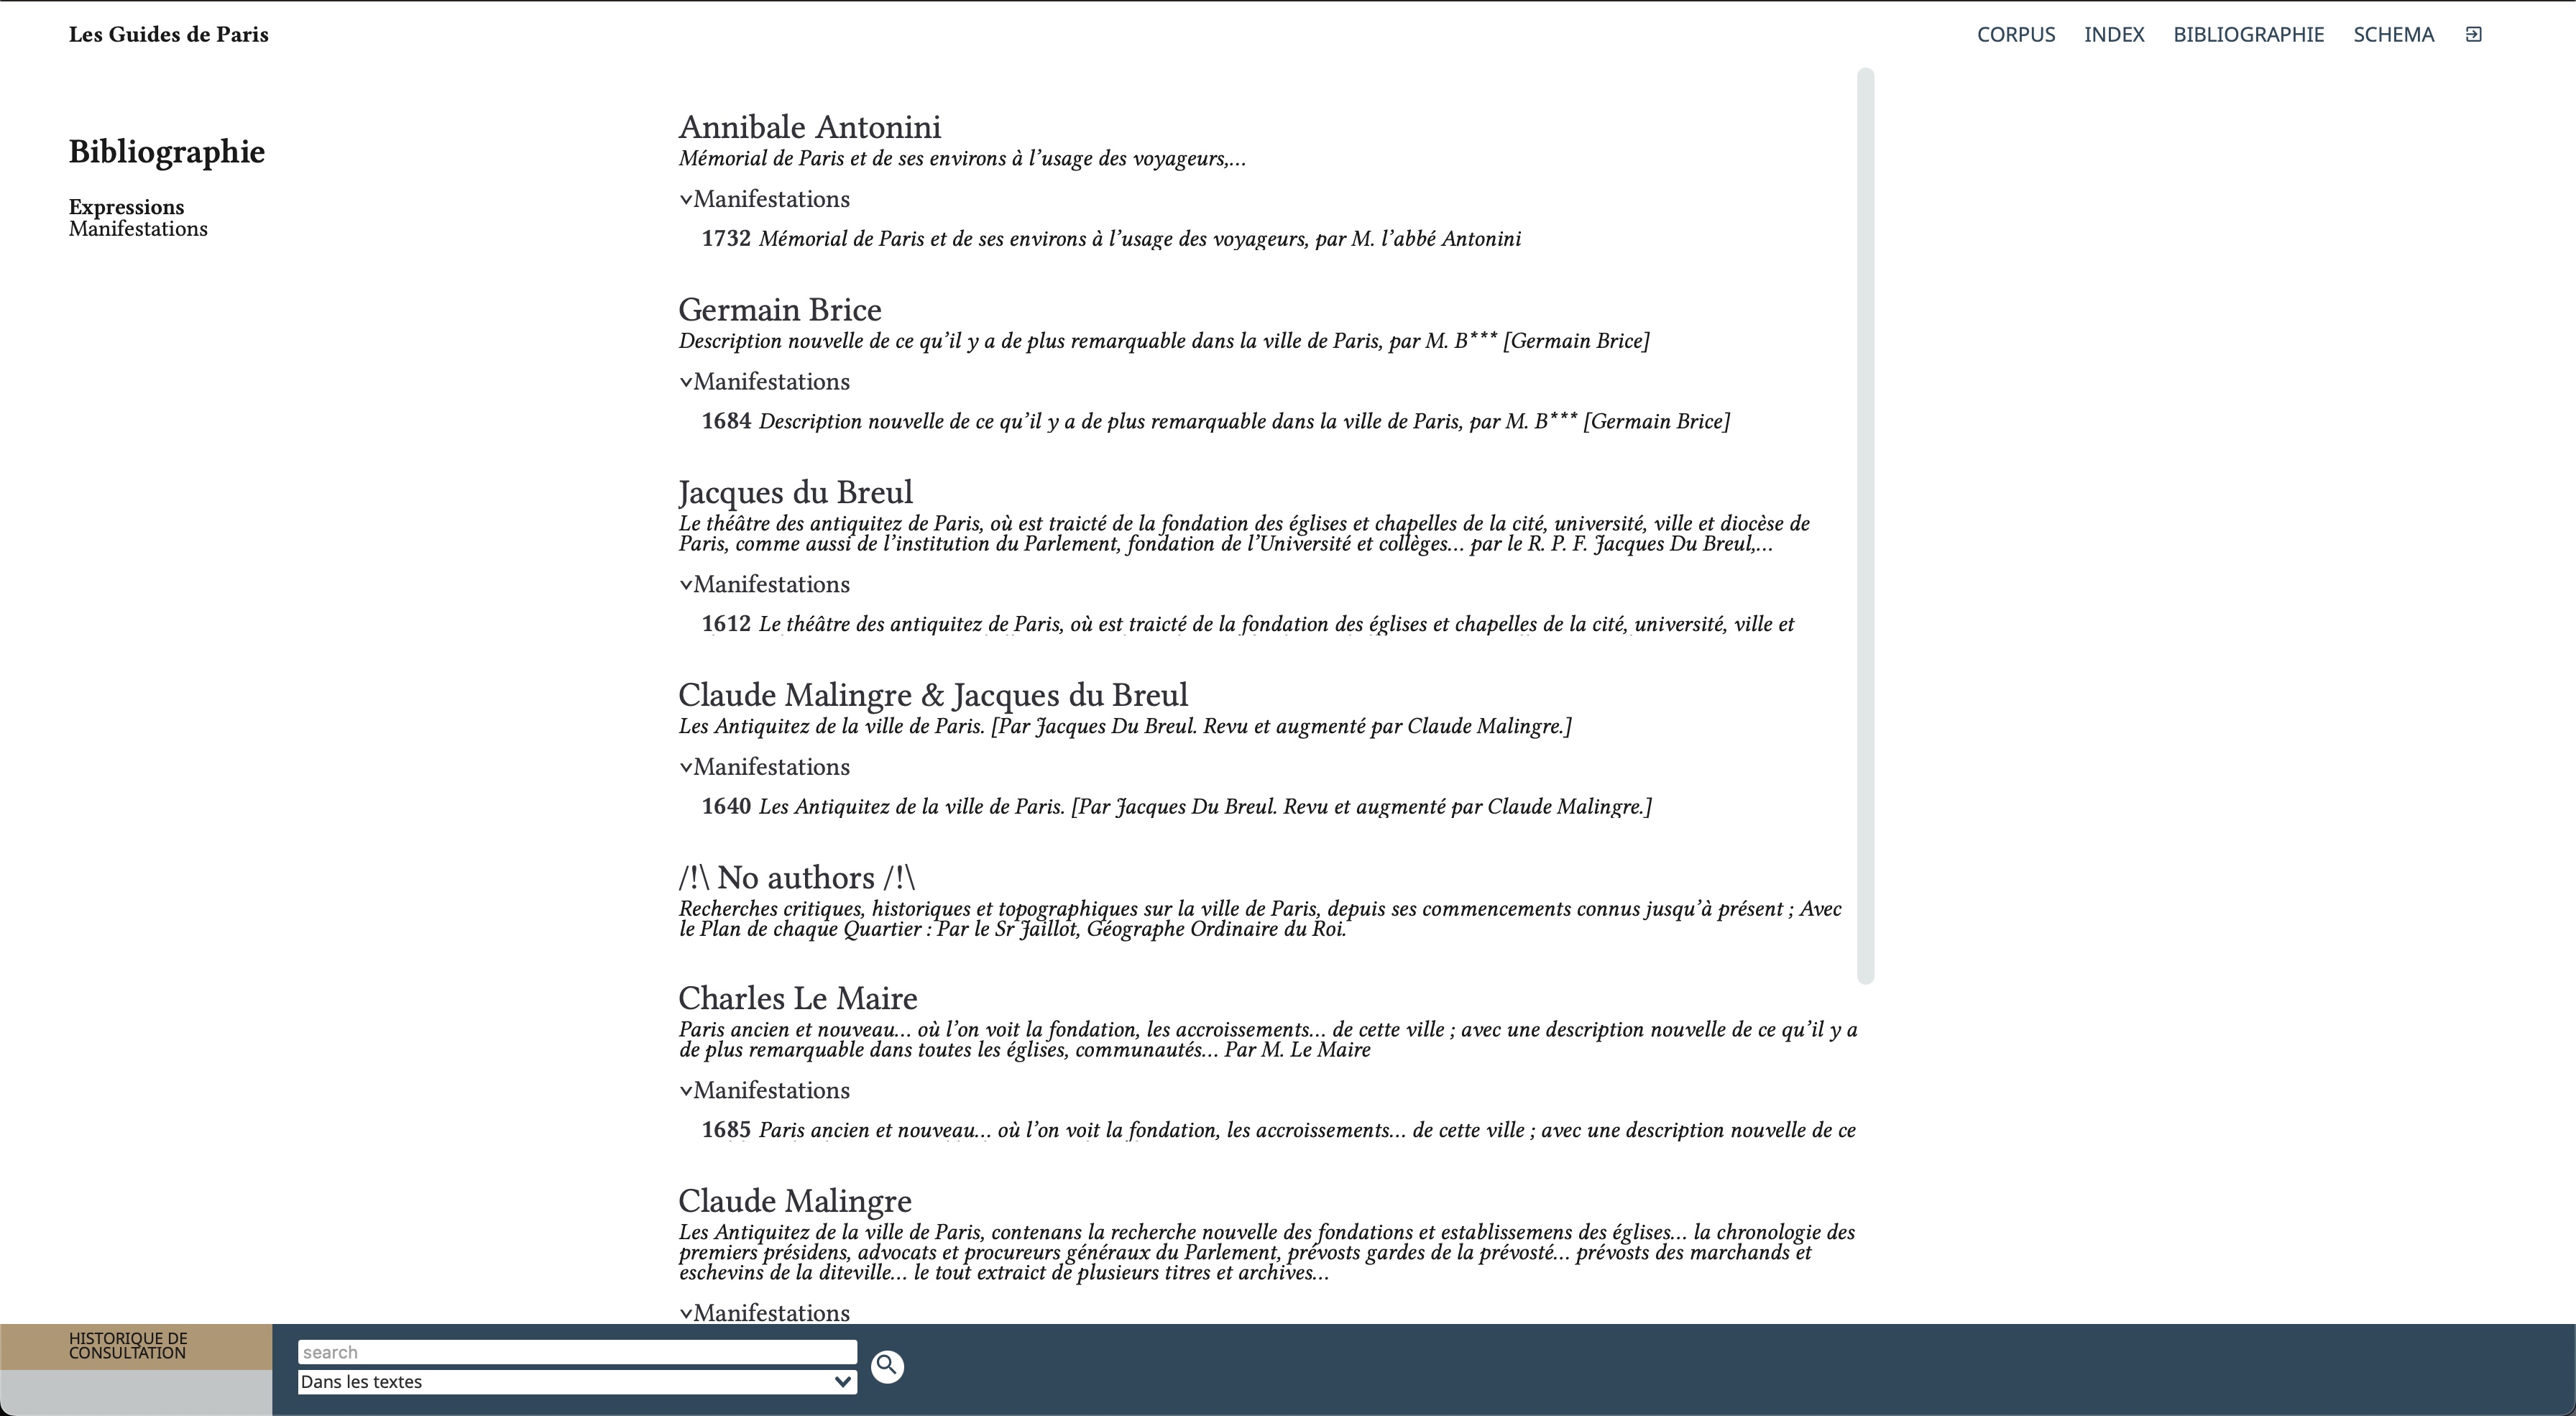 Les Guides de Paris
CORPUS INDEX BIBLIOGRAPHIE SCHEMA
Bibliographie
Expressions
Manifestations
Annibale Antonini
Mémorial de Paris et de ses environs à l’usage des voyageurs,…
Manifestations
1732 Mémorial de Paris et de ses environs à l’usage des voyageurs, par M. l’abbé Antonini
Germain Brice
Description nouvelle de ce qu’il y a de plus remarquable dans la ville de Paris, par M. B*** [Germain Brice]
Manifestations
1684 Description nouvelle de ce qu’il y a de plus remarquable dans la ville de Paris, par M. B*** [Germain Brice]
Jacques du Breul
Le théâtre des antiquitez de Paris, où est traicté de la fondation des églises et chapelles de la cité, université, ville et diocèse de
Paris, comme aussi de l’institution du Parlement, fondation de l’Université et collèges… par le R. P. F. Jacques Du Breul,…
Manifestations
1612 Le théâtre des antiquitez de Paris, où est traicté de la fondation des églises et chapelles de la cité, université, ville et
Claude Malingre & Jacques du Breul
Les Antiquitez de la ville de Paris. [Par Jacques Du Breul. Revu et augmenté par Claude Malingre.]
Manifestations
1640 Les Antiquitez de la ville de Paris. [Par Jacques Du Breul. Revu et augmenté par Claude Malingre.]
/!\ No authors /!\
Recherches critiques, historiques et topographiques sur la ville de Paris, depuis ses commencements connus jusqu’à présent ; Avec
le Plan de chaque Quartier : Par le Sr Jaillot, Géographe Ordinaire du Roi.
Charles Le Maire
Paris ancien et nouveau… où l’on voit la fondation, les accroissements… de cette ville ; avec une description nouvelle de ce qu’il y a
de plus remarquable dans toutes les églises, communautés… Par M. Le Maire
Manifestations
1685 Paris ancien et nouveau… où l’on voit la fondation, les accroissements… de cette ville ; avec une description nouvelle de ce
Claude Malingre
Les Antiquitez de la ville de Paris, contenans la recherche nouvelle des fondations et establissemens des églises… la chronologie des
premiers présidens, advocats et procureurs généraux du Parlement, prévosts gardes de la prévosté… prévosts des marchands et
eschevins de la diteville… le tout extraict de plusieurs titres et archives…
Manifestations
HISTORIQUE DE
CONSULTATION
search
Dans les textes